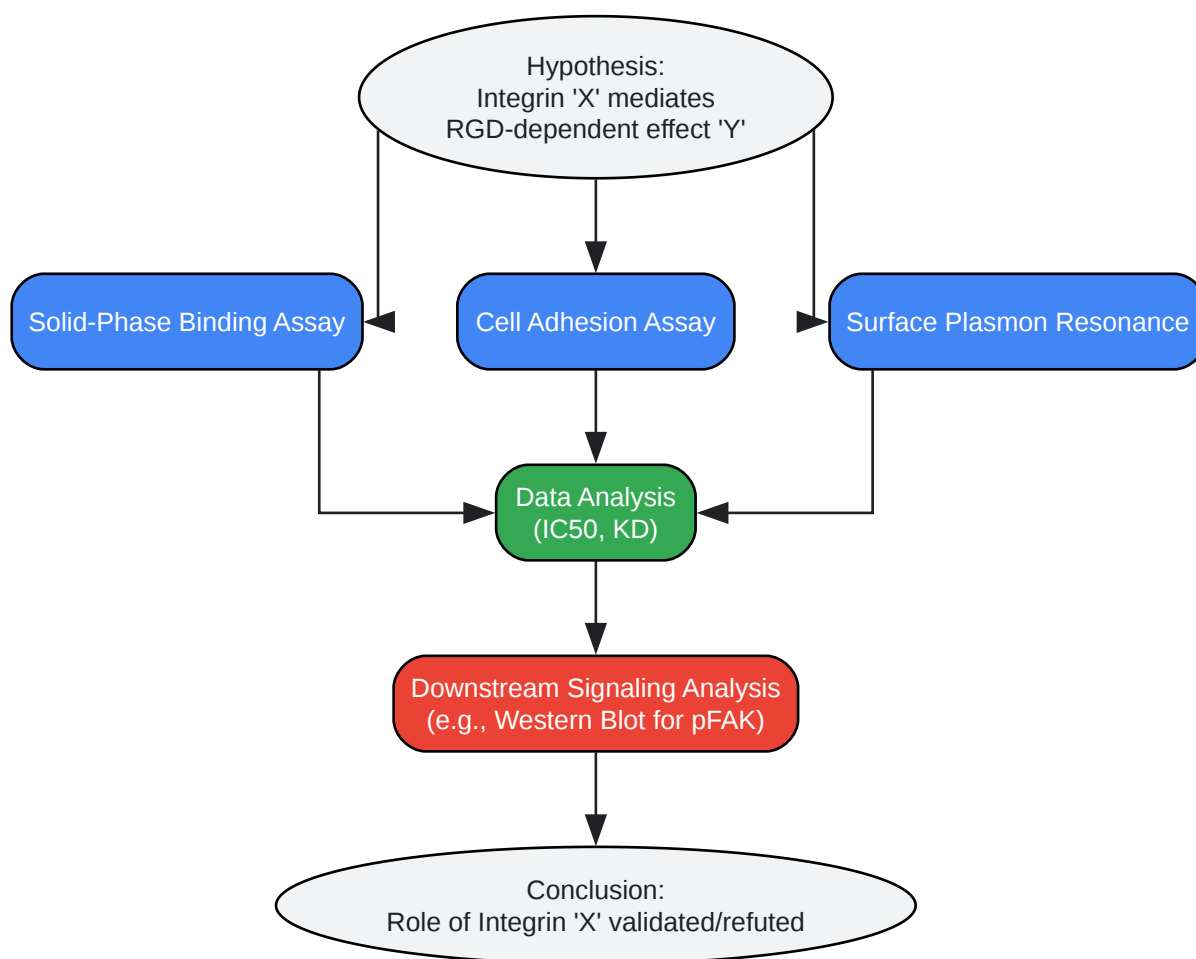 Hypothesis:
Integrin 'X' mediates
RGD-dependent effect 'Y'
Solid-Phase Binding Assay
Cell Adhesion Assay
Surface Plasmon Resonance
Data Analysis
(IC50, KD)
Downstream Signaling Analysis
(e.g., Western Blot for pFAK)
Conclusion:
Role of Integrin 'X' validated/refuted